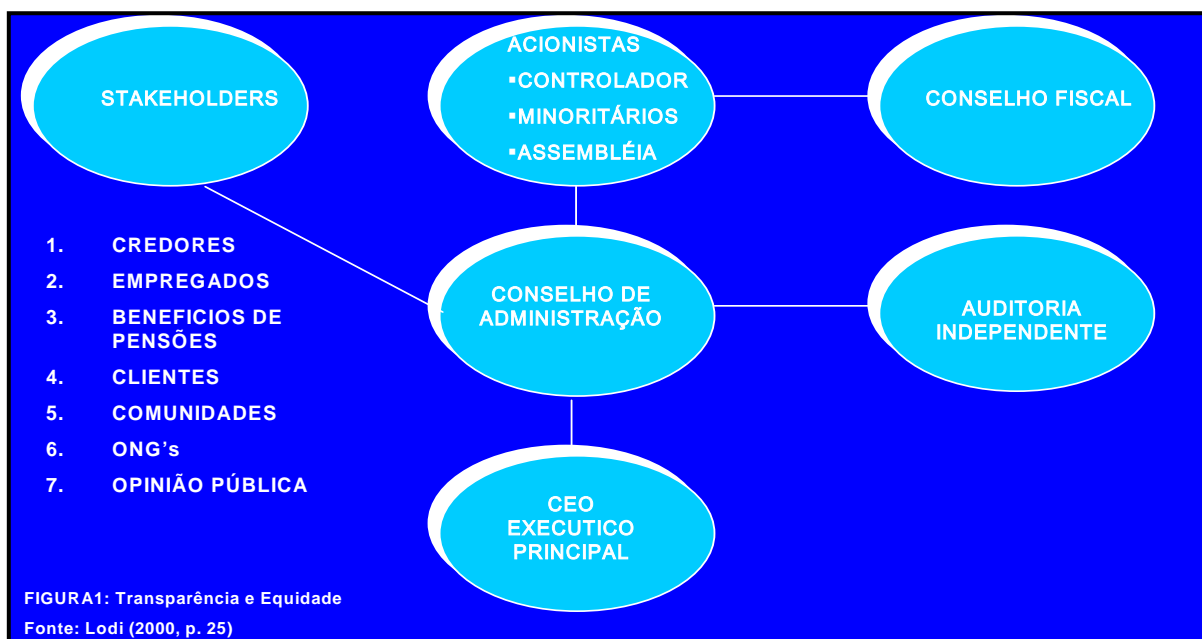 STAKEHOLDERS
ACIONISTAS
▪CONTROLADOR
▪MINORITÁRIOS
▪ASSEMBLÉIA
CONSELHO FISCAL
1. CREDORES
2. EMPREGADOS
3. BENEFICIOS DE
PENSÕES
4. CLIENTES
5. COMUNIDADES
6. ONG’s
7. OPINIÃO PÚBLICA
CONSELHO DE
ADMINISTRAÇÃO
AUDITORIA
INDEPENDENTE
CEO
EXECUTICO
PRINCIPAL
FIGURA1: Transparência e Equidade
Fonte: Lodi (2000, p. 25)